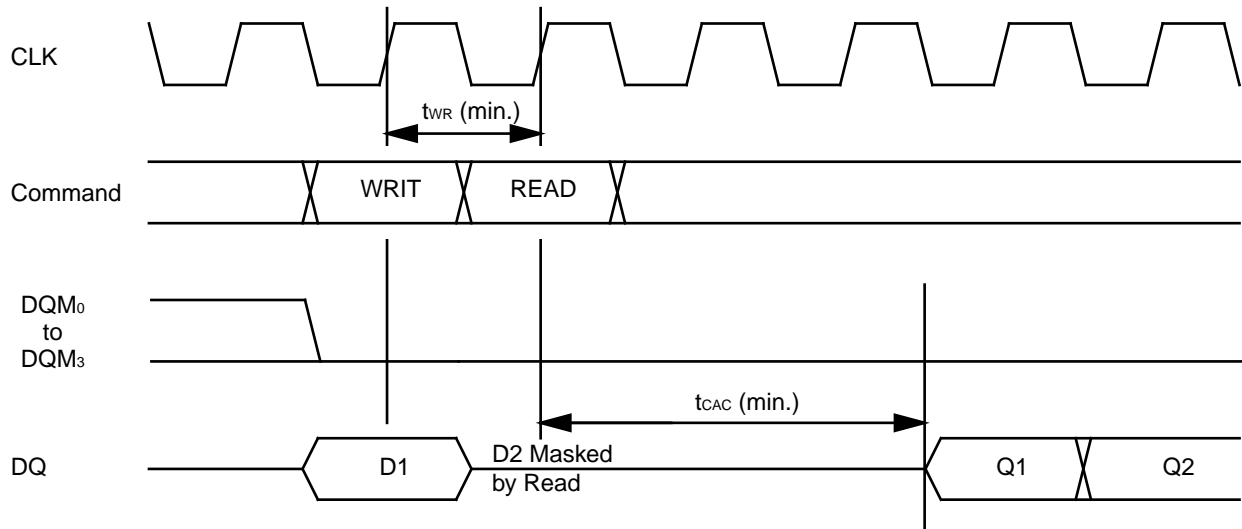 CLK
tWR (min.)
Command
WRIT
READ
DQM0
to
DQM3
tCAC (min.)
DQ
D1
D2 Masked
by Read
Q1
Q2